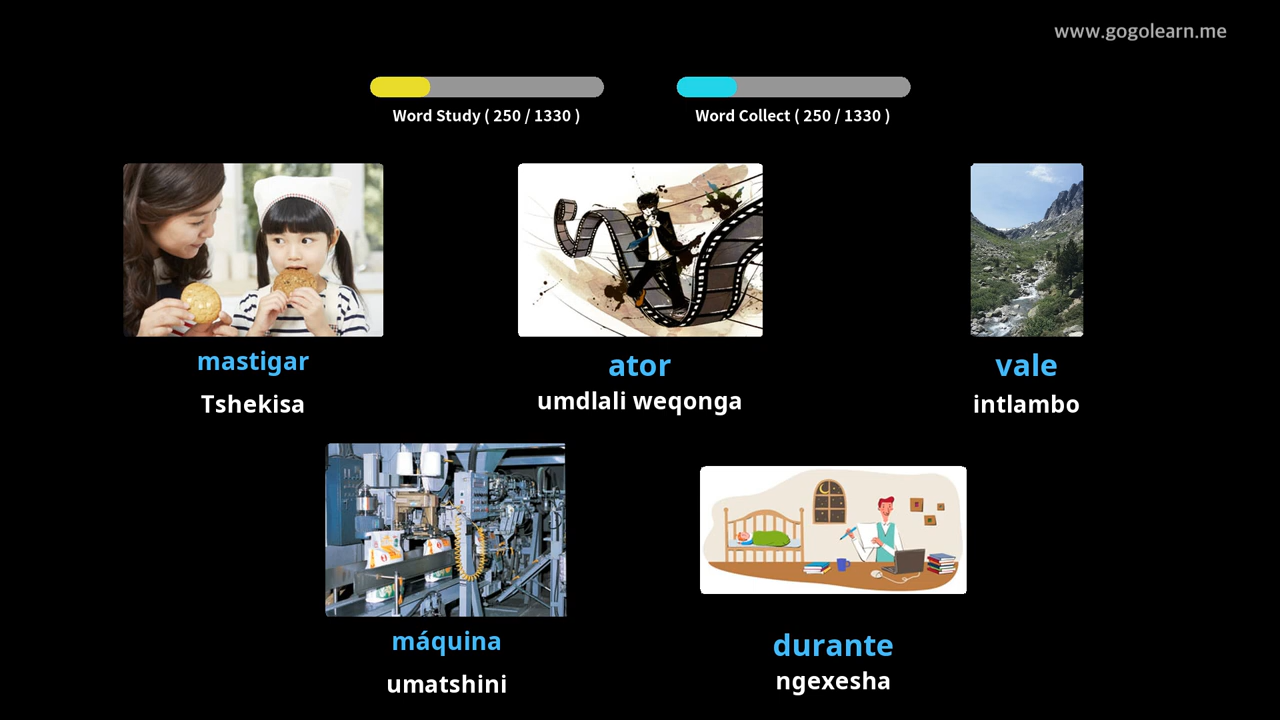 www.gogolearn.me
Word Study ( 250 / 1330 )
Word Collect ( 250 / 1330 )
mastigar
Tshekisa
ator
umdlali weqonga
vale
intlambo
máquina
umatshini
durante
ngexesha